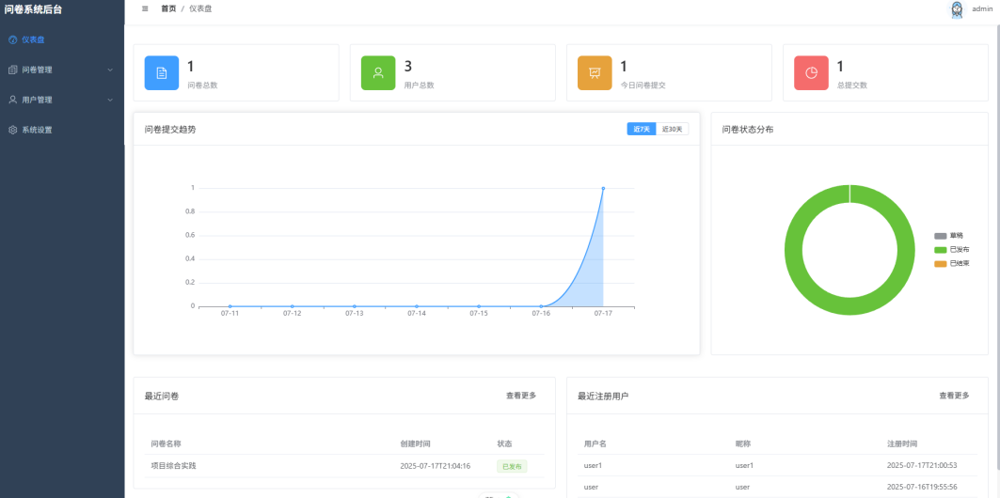 问卷系统后台
首页 / 仪表盘
admin
仪表盘
问卷管理
用户管理
系统设置
1
问卷总数
3
用户总数
1
今日问卷提交
1
总提交数
问卷提交趋势
近7天 近30天
1
0.8
0.6
0.4
0.2
0
07-11 07-12 07-13 07-14 07-15 07-16 07-17
问卷状态分布
草稿
已发布
已结束
最近问卷 查看更多
问卷名称 创建时间 状态
项目综合实践 2025-07-17T21:04:16 已发布
最近注册用户 查看更多
用户名 昵称 注册时间
user1 user1 2025-07-17T21:00:53
user user 2025-07-16T19:55:56